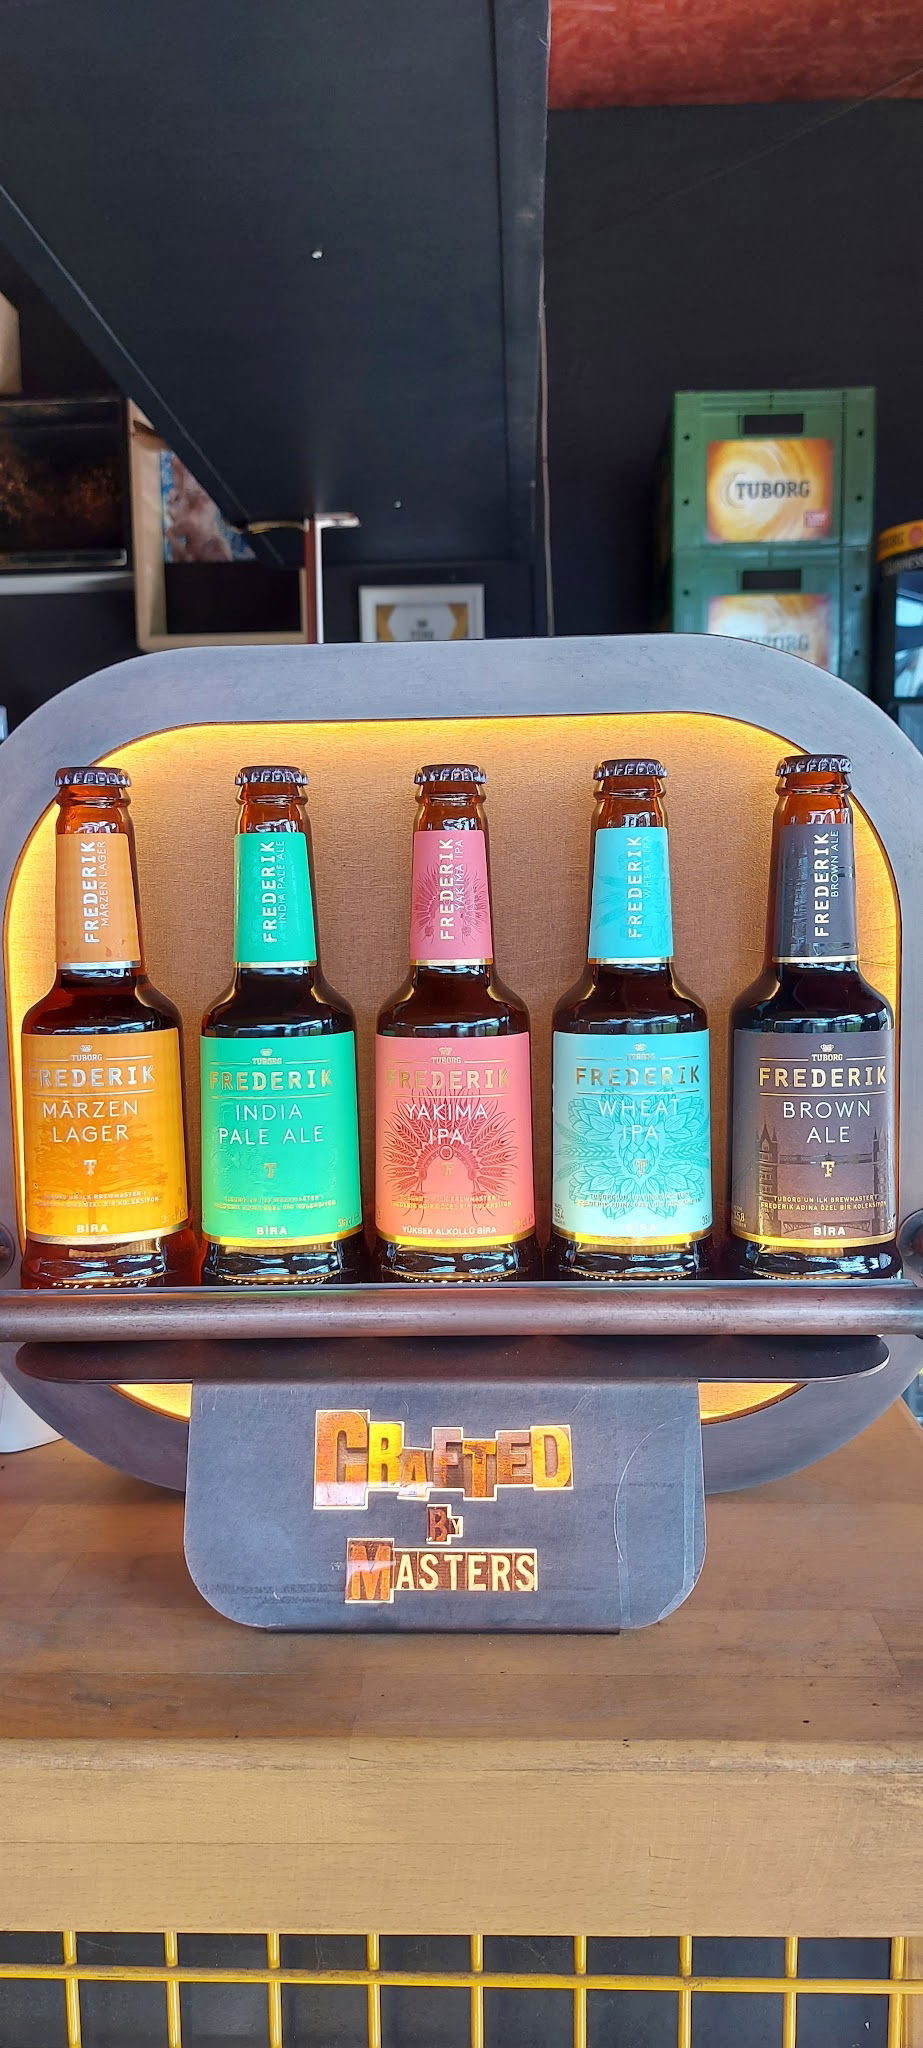 TUBORG
TUBORG
FREDERIK
MÄRZEN LAGER
FREDERIK
INDIA PALE ALE
FREDERIK
YAKIMA IPA
FREDERIK
WHEAT IPA
FREDERIK
BROWN ALE
TUBORG
FREDERIK
MÄRZEN
LAGER
BİRA
TUBORG
FREDERIK
INDIA
PALE ALE
BİRA
TUBORG
FREDERIK
YAKIMA
IPA
YÜKSEK ALKOLLÜ BİRA
TUBORG
FREDERIK
WHEAT
IPA
BİRA
TUBORG
FREDERIK
BROWN
ALE
TUBORG'UN İLK BREWMASTER'I
FREDERIK ADINA ÖZEL BİR KOLEKSİYON
BİRA
CRAFTED
BY
MASTERS